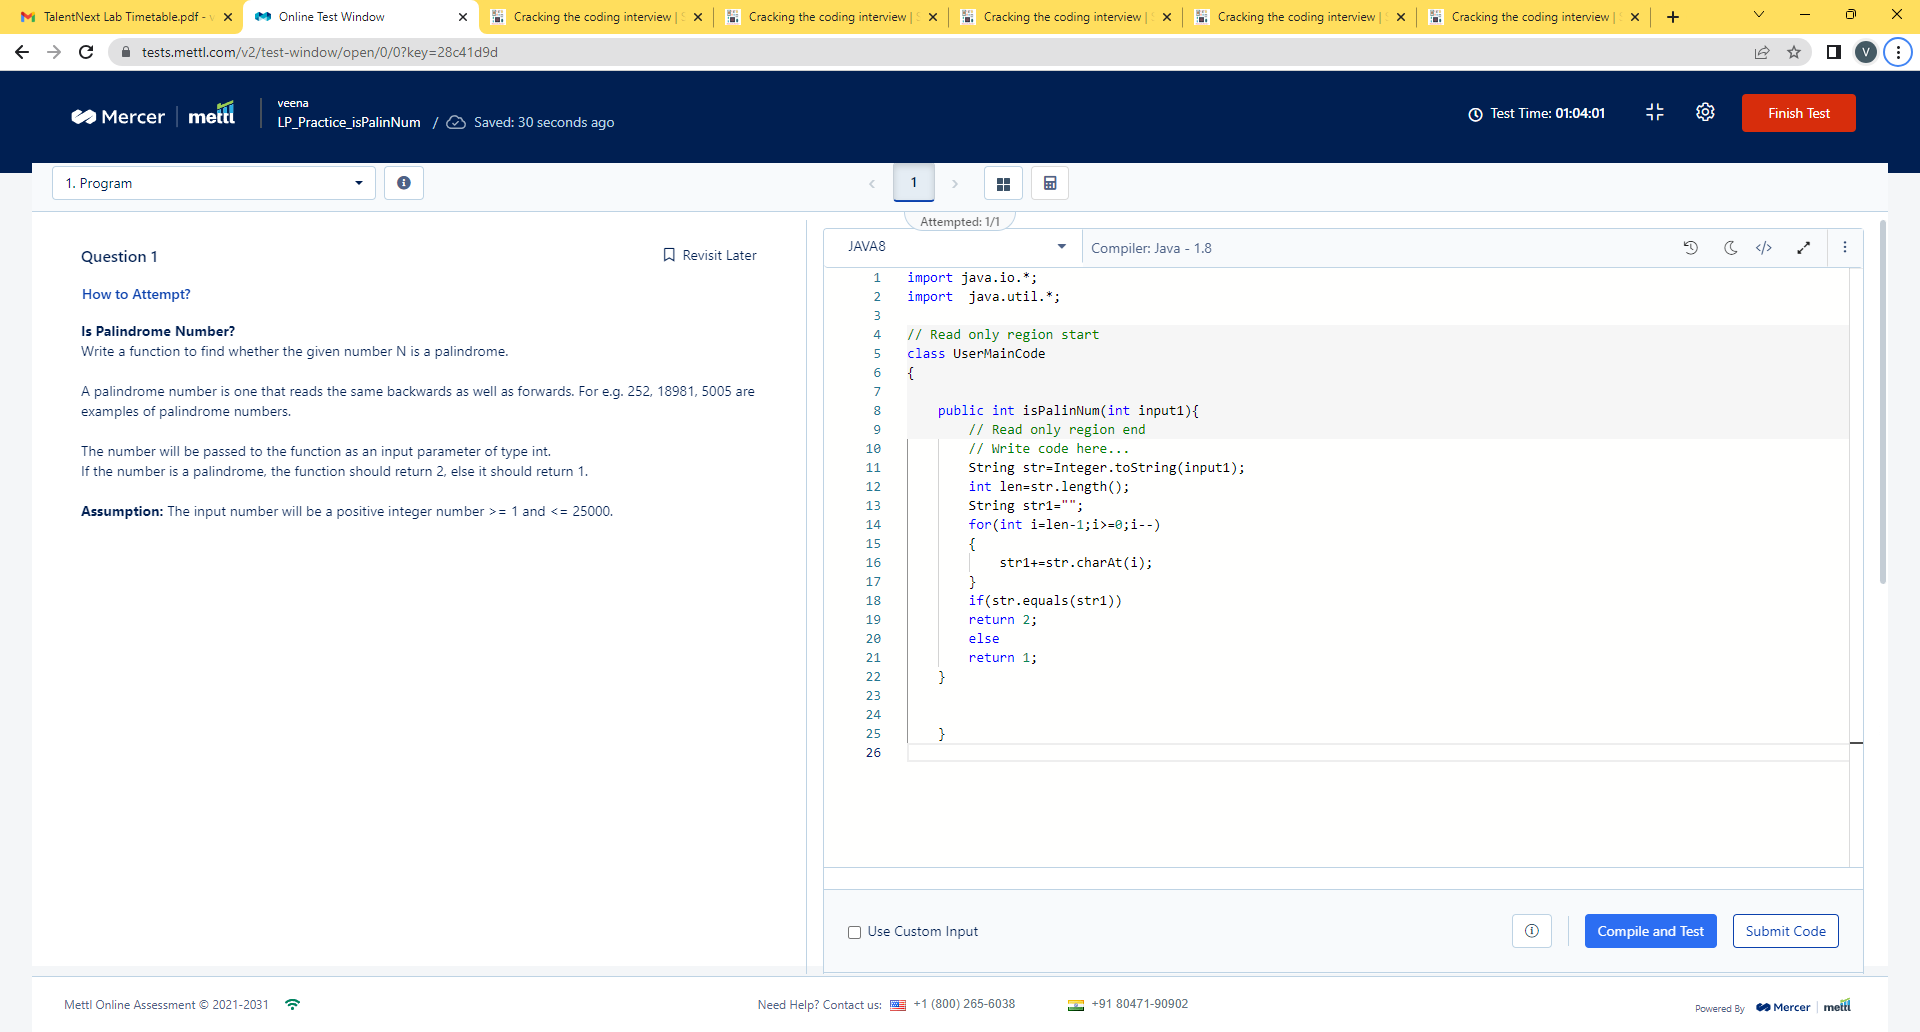 TalentNext Lab Timetable.pdf -
Online Test Window
Cracking the coding interview |
Cracking the coding interview |
Cracking the coding interview |
Cracking the coding interview |
Cracking the coding interview |
tests.mettl.com/v2/test-window/open/0/0?key=28c41d9d
V
Mercer
mettl
veena
LP_Practice_isPalinNum / Saved: 30 seconds ago
Test Time: 01:04:01
Finish Test
1. Program
1
Attempted: 1/1
Question 1
Revisit Later
How to Attempt?
Is Palindrome Number?
Write a function to find whether the given number N is a palindrome.
A palindrome number is one that reads the same backwards as well as forwards. For e.g. 252, 18981, 5005 are
examples of palindrome numbers.
The number will be passed to the function as an input parameter of type int.
If the number is a palindrome, the function should return 2, else it should return 1.
Assumption: The input number will be a positive integer number >= 1 and <= 25000.
JAVA8
Compiler: Java - 1.8
1 import java.io.*;
2 import  java.util.*;
3
4 // Read only region start
5 class UserMainCode
6 {
7
8 public int isPalinNum(int input1){
9 // Read only region end
10 // Write code here...
11 String str=Integer.toString(input1);
12 int len=str.length();
13 String str1="";
14 for(int i=len-1;i>=0;i--)
15 {
16 str1+=str.charAt(i);
17 }
18 if(str.equals(str1))
19 return 2;
20 else
21 return 1;
22 }
23
24
25 }
26
Use Custom Input
Compile and Test
Submit Code
Mettl Online Assessment © 2021-2031
Need Help? Contact us: +1 (800) 265-6038
+91 80471-90902
Powered By Mercer mettl